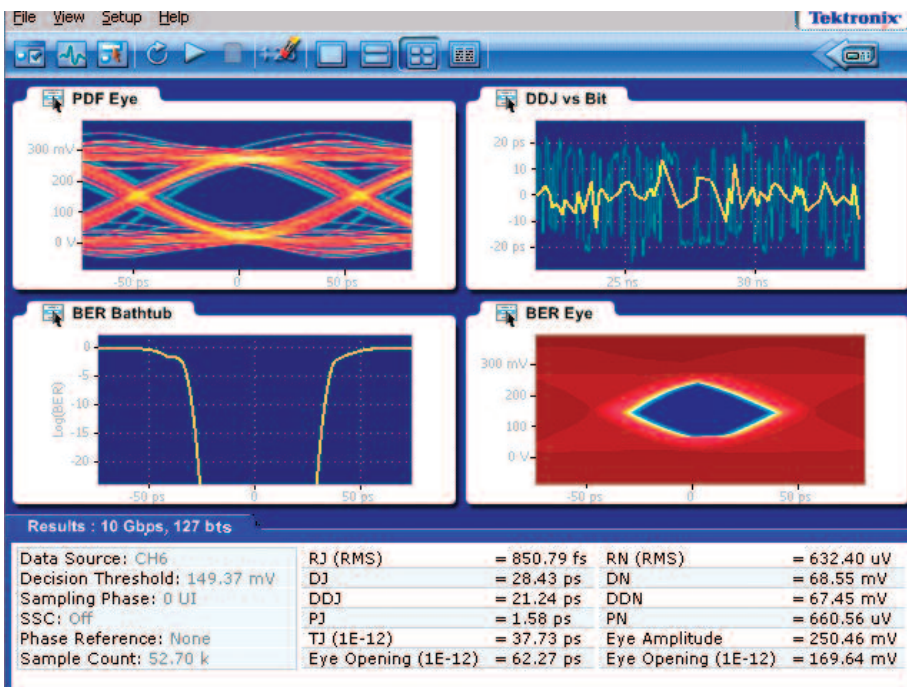 File View Setup Help
Tektronix
PDF Eye
300 mV
200
100
0 V
-50 ps 0 50 ps
DDJ vs Bit
20 ps
10
0
-10
-20 ps
25 ns 30 ns
BER Bathtub
Log(BER)
0
-5
-10
-15
-20
-50 ps 0 50 ps
BER Eye
300 mV
200
100
0 V
-50 ps 0 50 ps
Results : 10 Gbps, 127 bts
Data Source: CH6
Decision Threshold: 149.37 mV
Sampling Phase: 0 UI
SSC: Off
Phase Reference: None
Sample Count: 52.70 k
RJ (RMS) = 850.79 fs
DJ = 28.43 ps
DDJ = 21.24 ps
PJ = 1.58 ps
TJ (1E-12) = 37.73 ps
Eye Opening (1E-12) = 62.27 ps
RN (RMS) = 632.40 uV
DN = 68.55 mV
DDN = 67.45 mV
PN = 660.56 uV
Eye Amplitude = 250.46 mV
Eye Opening (1E-12) = 169.64 mV